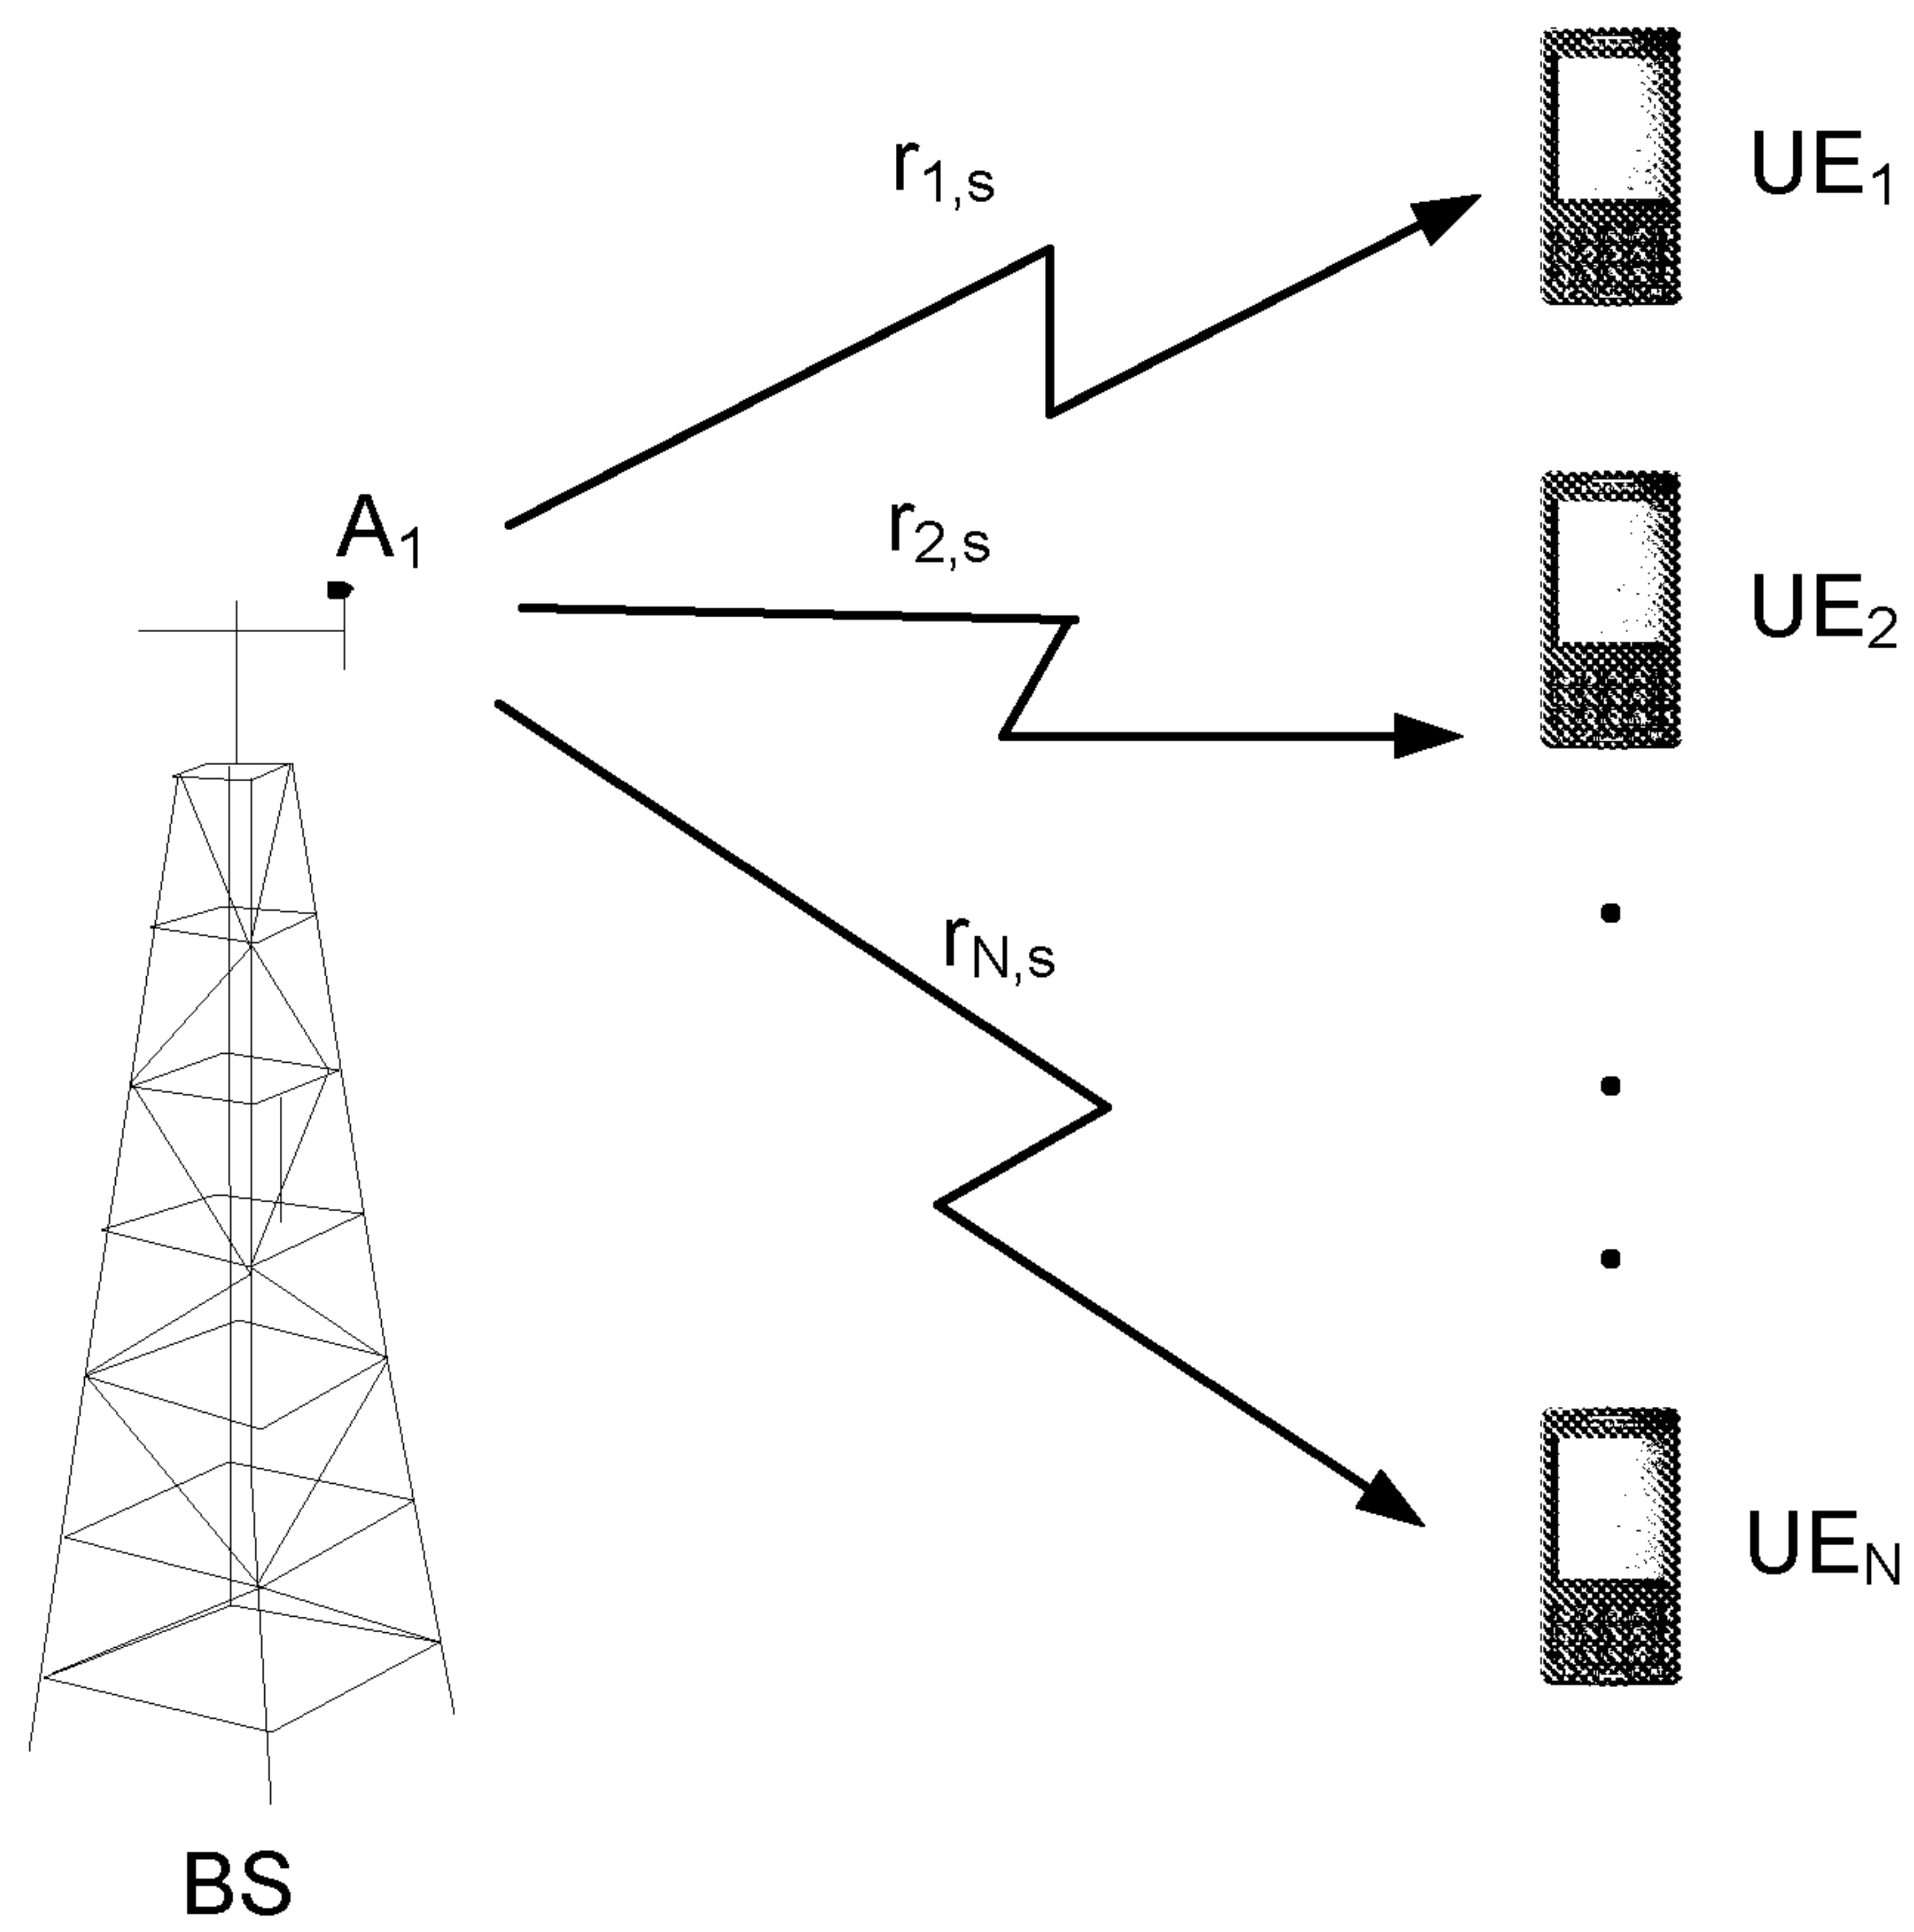 r1,s
UE1
A1
r2,s
UE2
rN,s
UEN
BS